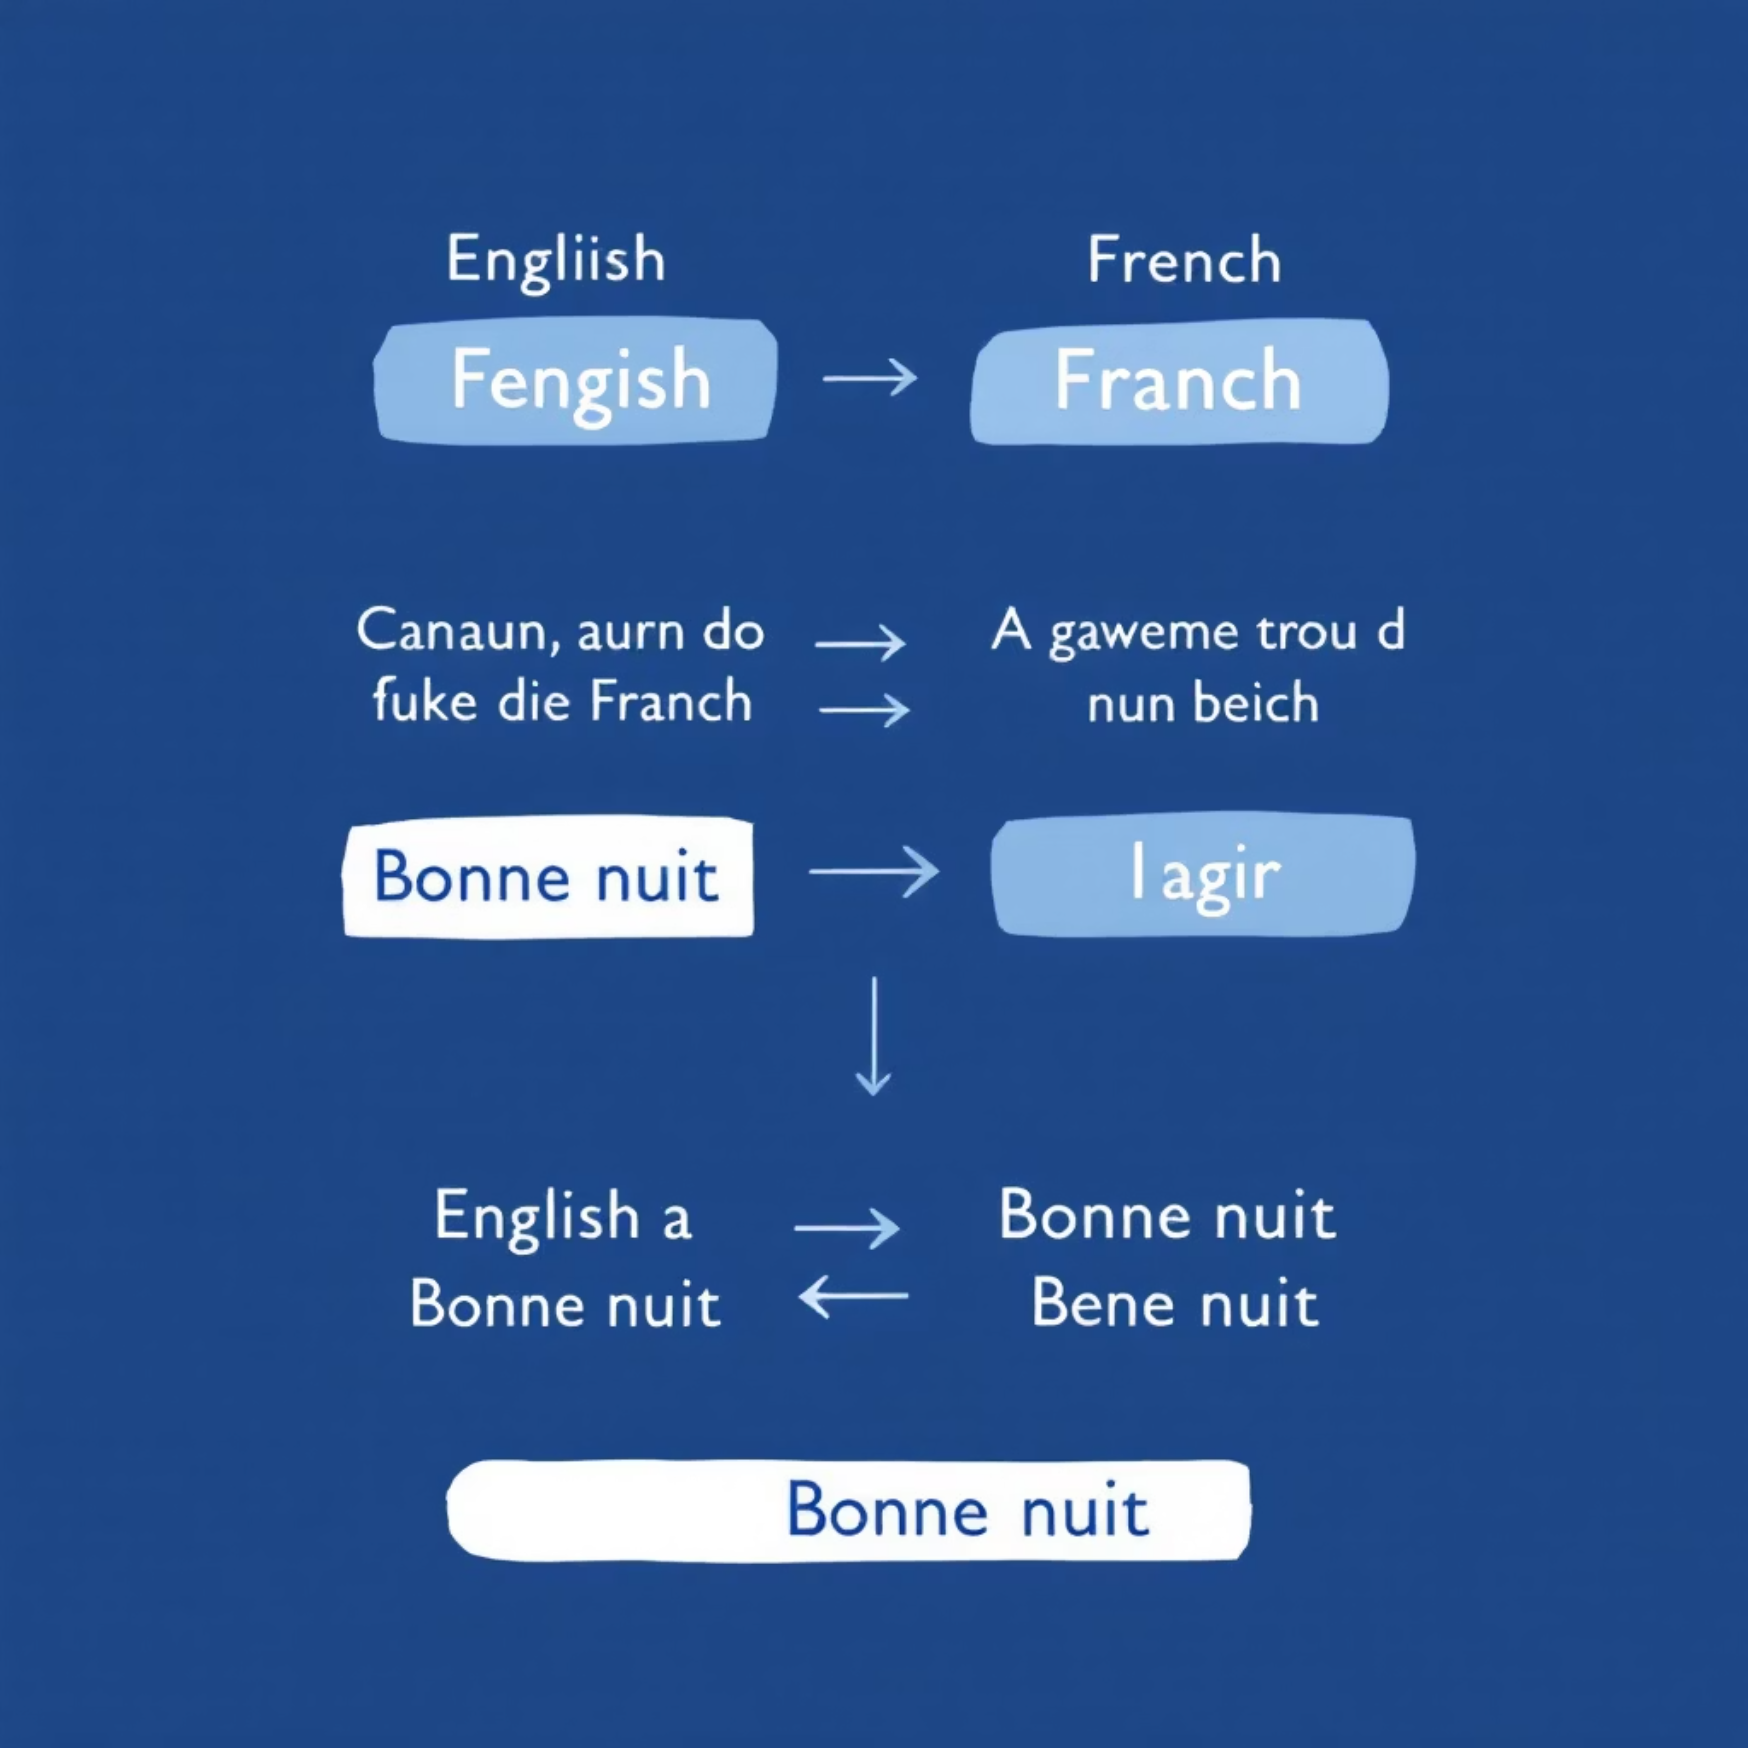 Engliish
French
Fengish
Franch
Canaun, aurn do
A gaweme trou d
fuke die Franch
nun beich
Bonne nuit
I agir
English a
Bonne nuit
Bonne nuit
Bene nuit
Bonne nuit